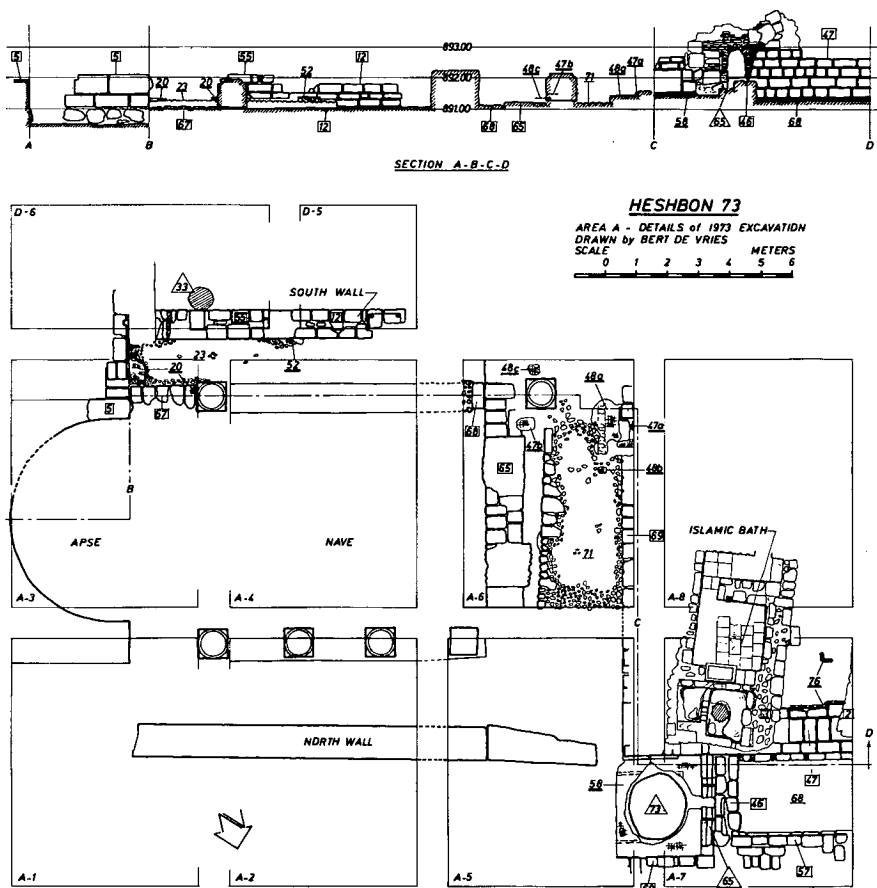 5 20 23 20 5 55 52 12 893.00 892.00 891.00 48c 47b 71 48a 47a 47
67 12 68 65 58 65 46 68
A B C D
SECTION A-B-C-D
HESHBON 73
AREA A - DETAILS of 1973 EXCAVATION
DRAWN by BERT DE VRIES
SCALE METERS
0 1 2 3 4 5 6
D-6 D-5
33 SOUTH WALL
55 12
23 52
20
5 67
48c 48a
68 47b 47a
65 48b
69
71
B
APSE NAVE
ISLAMIC BATH
A-3 A-4 A-6 A-8
C
76
NORTH WALL
D
47
58 73 46 68
57
65
A-1 A-2 A-5 A-7